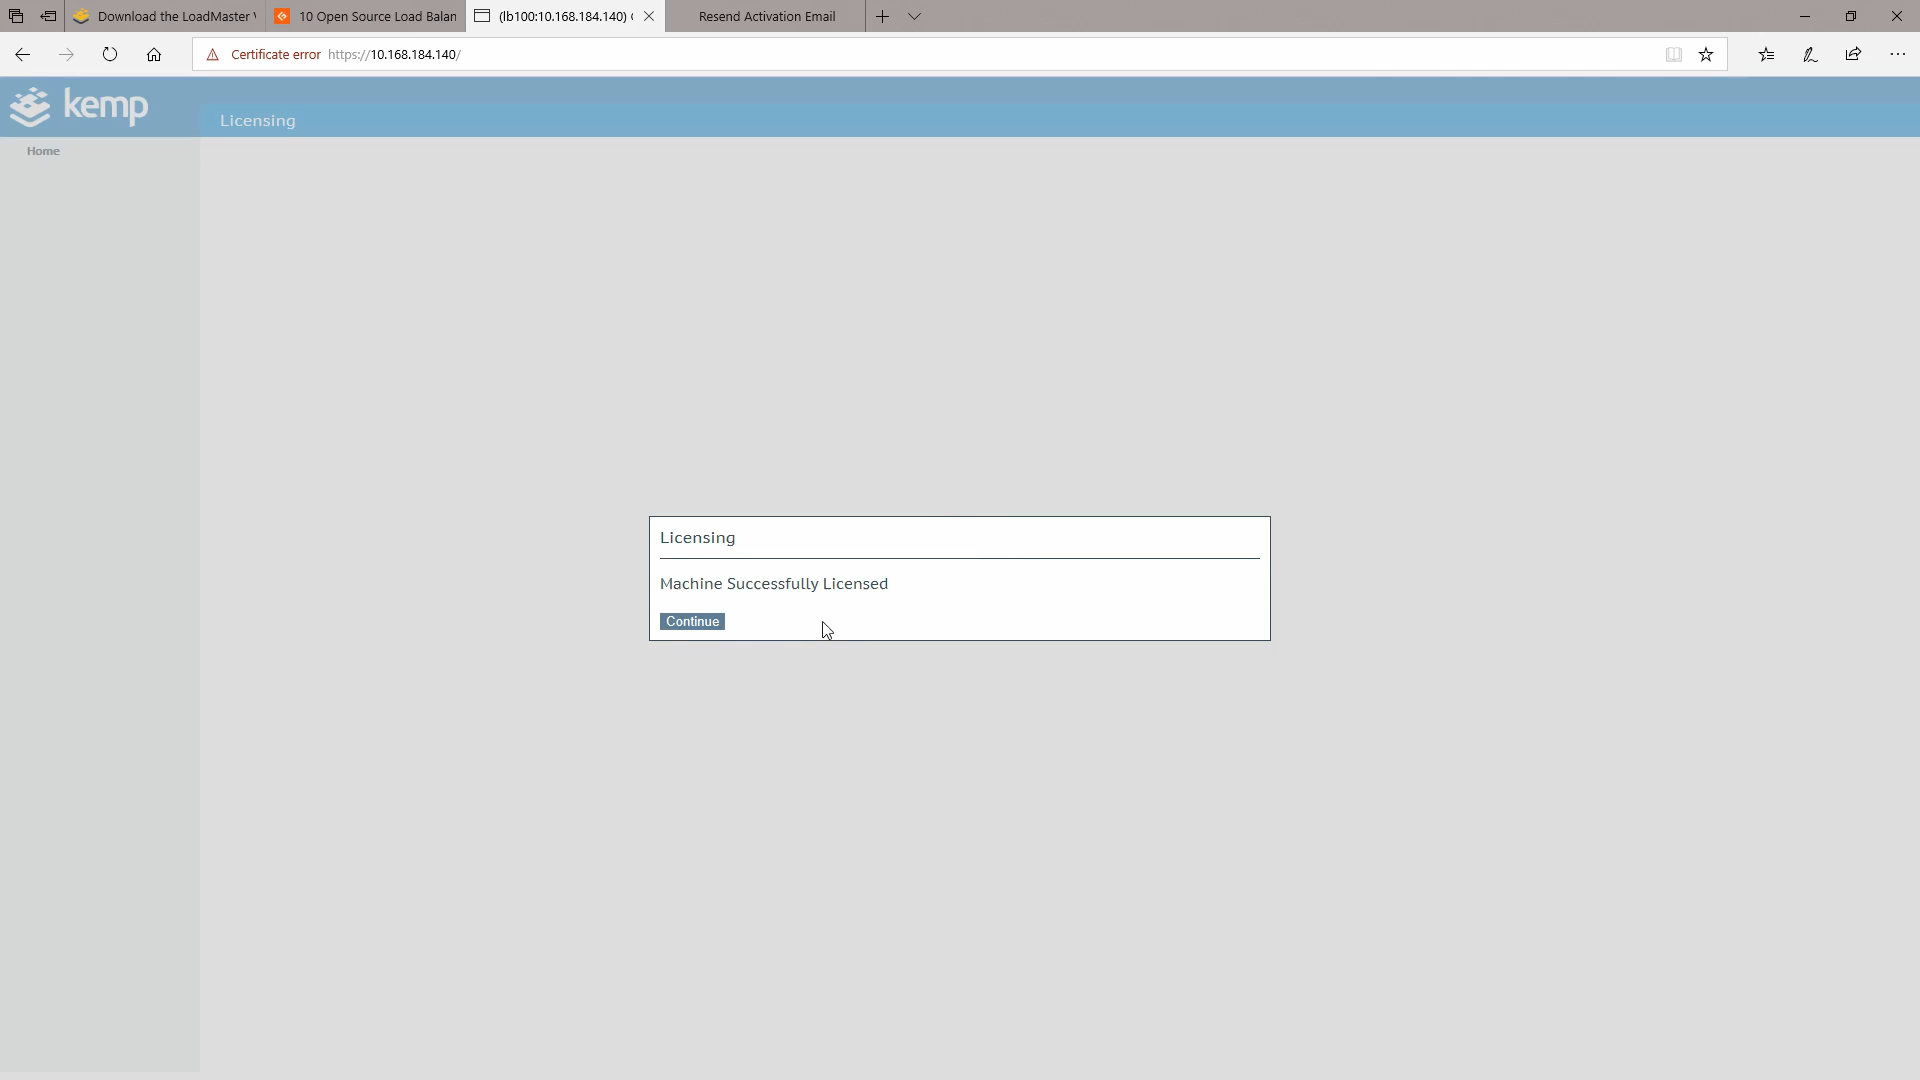 Download the LoadMaster
10 Open Source Load Balan
(lb100:10.168.184.140)
Resend Activation Email
Certificate error https://10.168.184.140/
kemp
Licensing
Home
Licensing
Machine Successfully Licensed
Continue